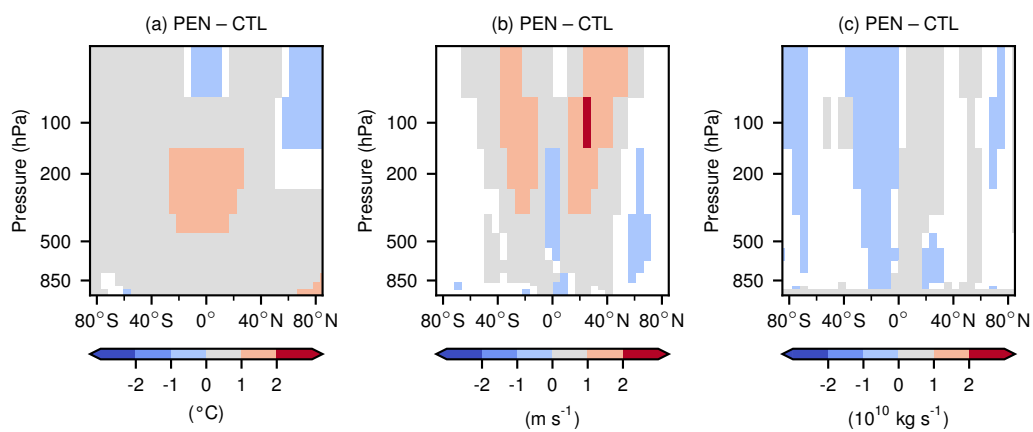 (a) PEN – CTL
Pressure (hPa)
100
200
500
850
80° S 40° S 0° 40° N 80° N
-2 -1 0 1 2
(°C)
(b) PEN – CTL
Pressure (hPa)
100
200
500
850
80° S 40° S 0° 40° N 80° N
-2 -1 0 1 2
(m s⁻¹)
(c) PEN – CTL
Pressure (hPa)
100
200
500
850
80° S 40° S 0° 40° N 80° N
-2 -1 0 1 2
(10¹⁰ kg s⁻¹)